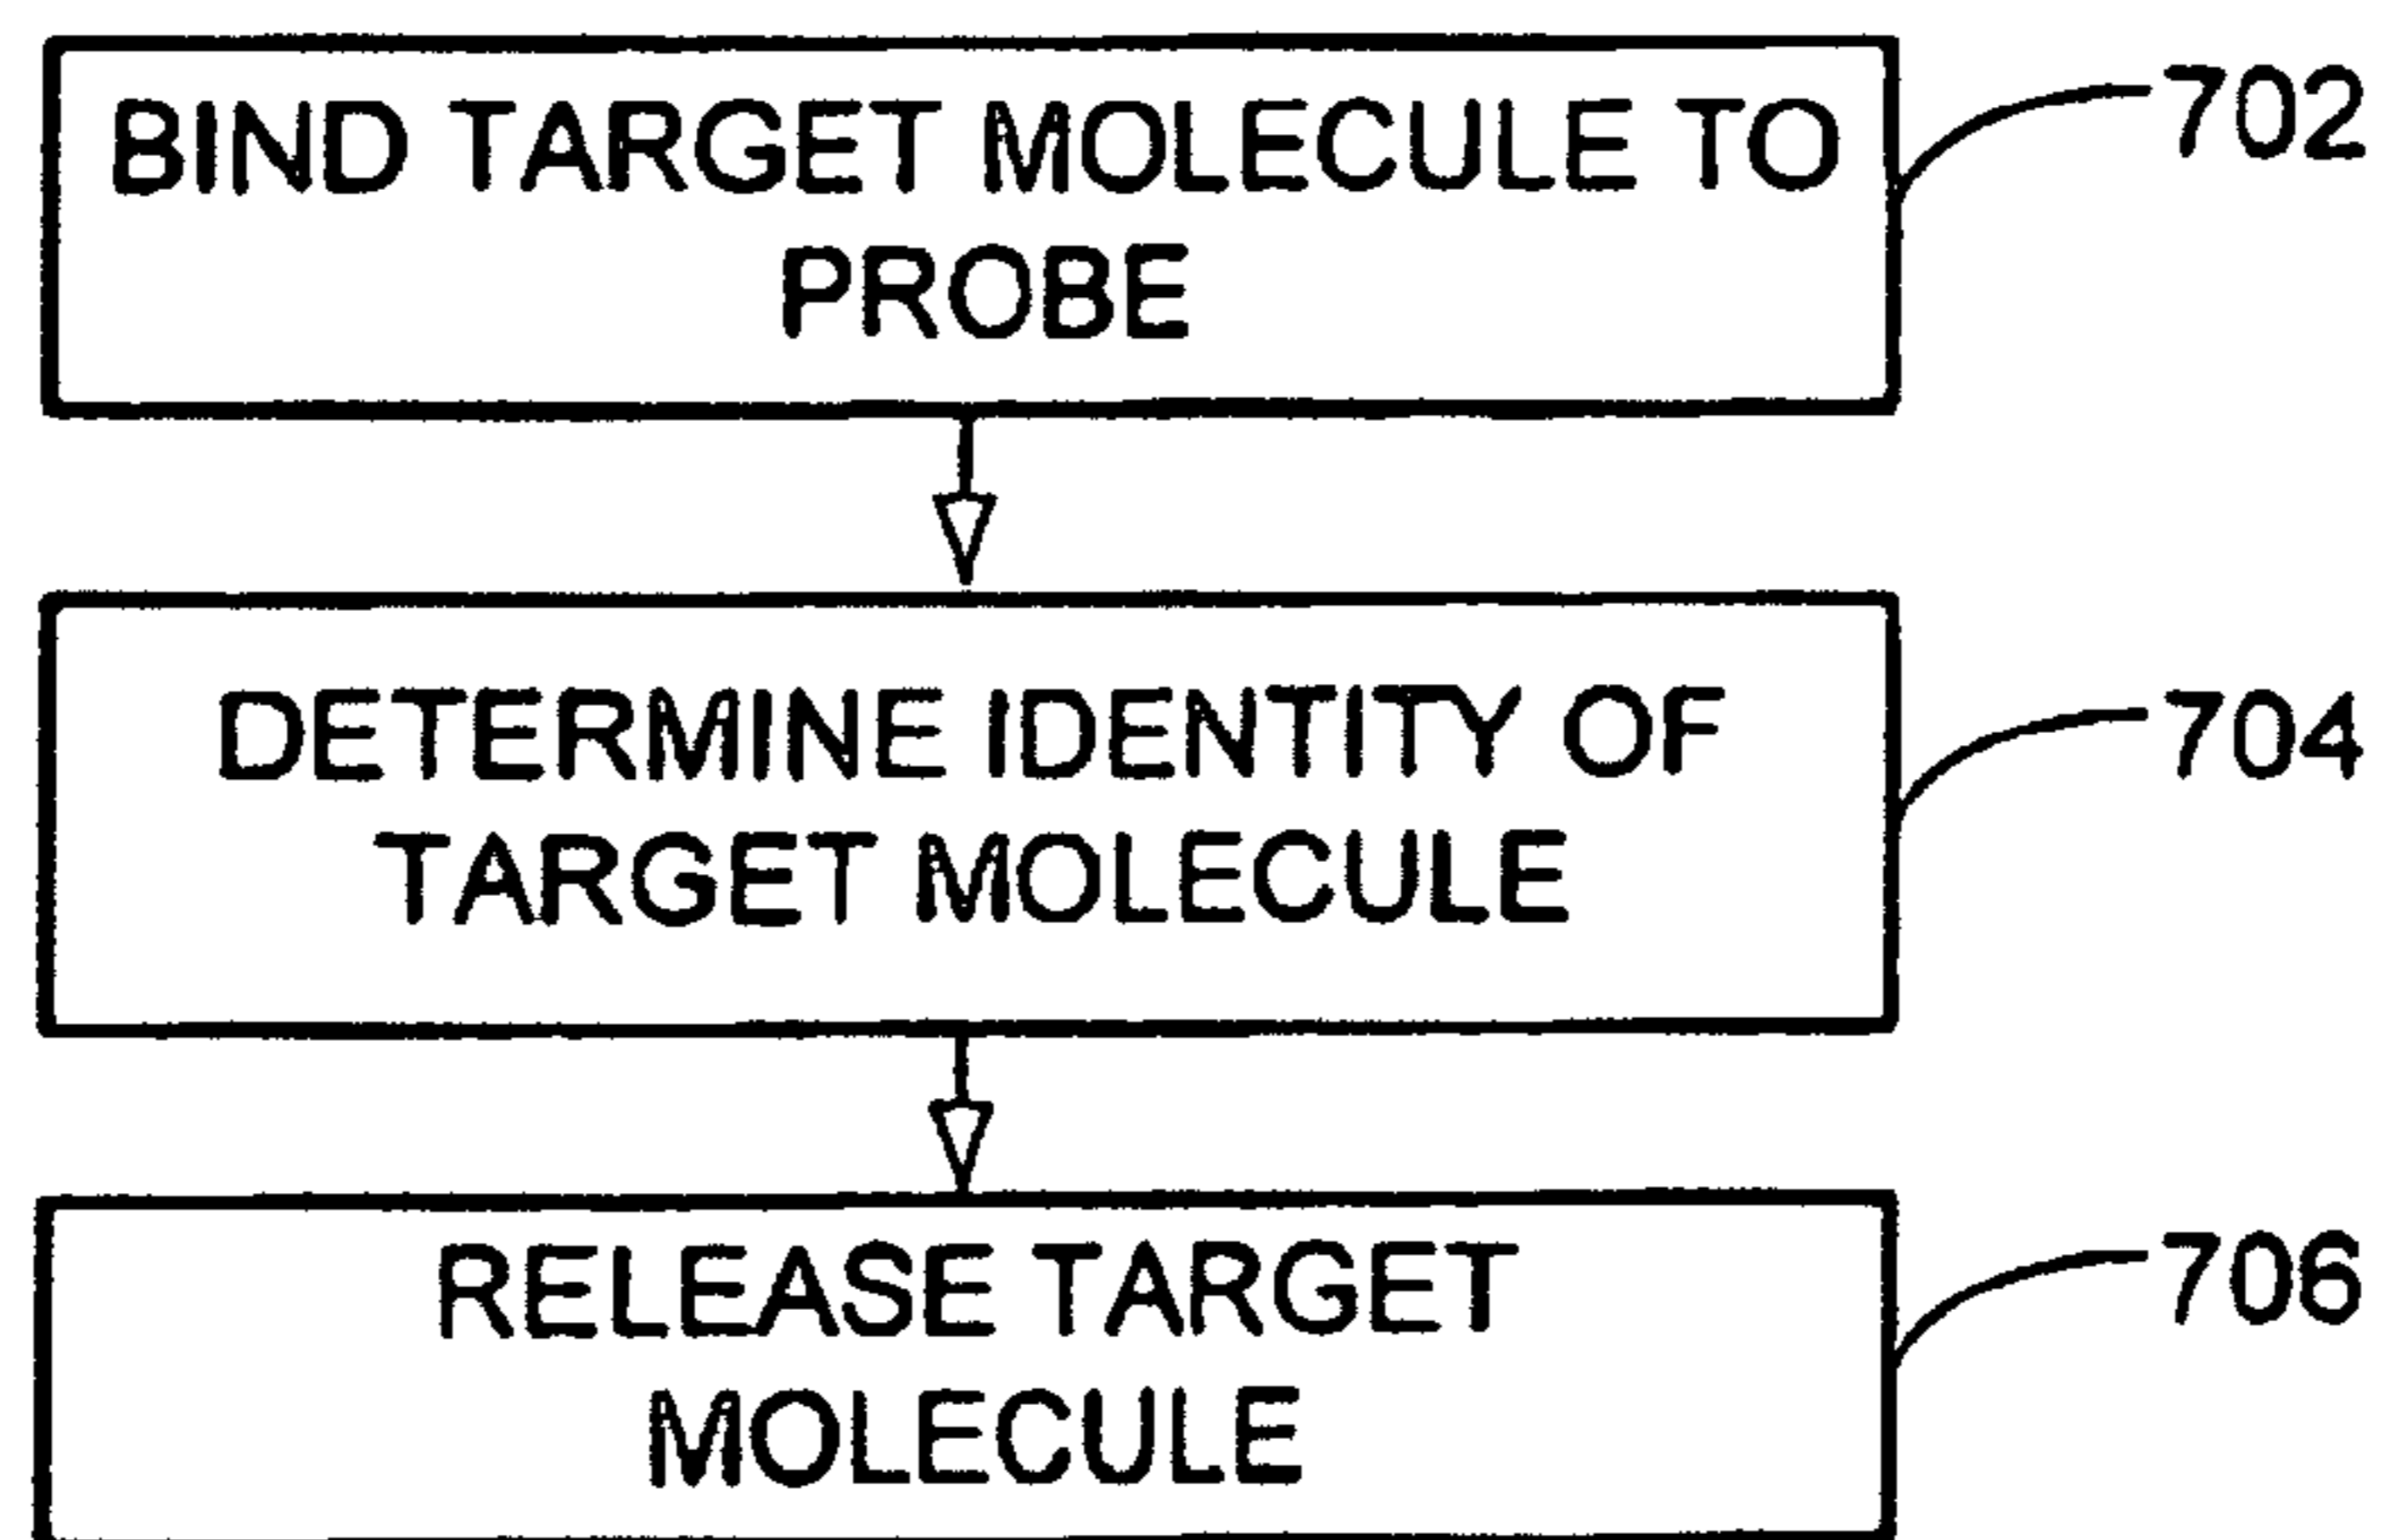 BIND TARGET MOLECULE TO
PROBE
702
DETERMINE IDENTITY OF
TARGET MOLECULE
704
RELEASE TARGET
MOLECULE
706